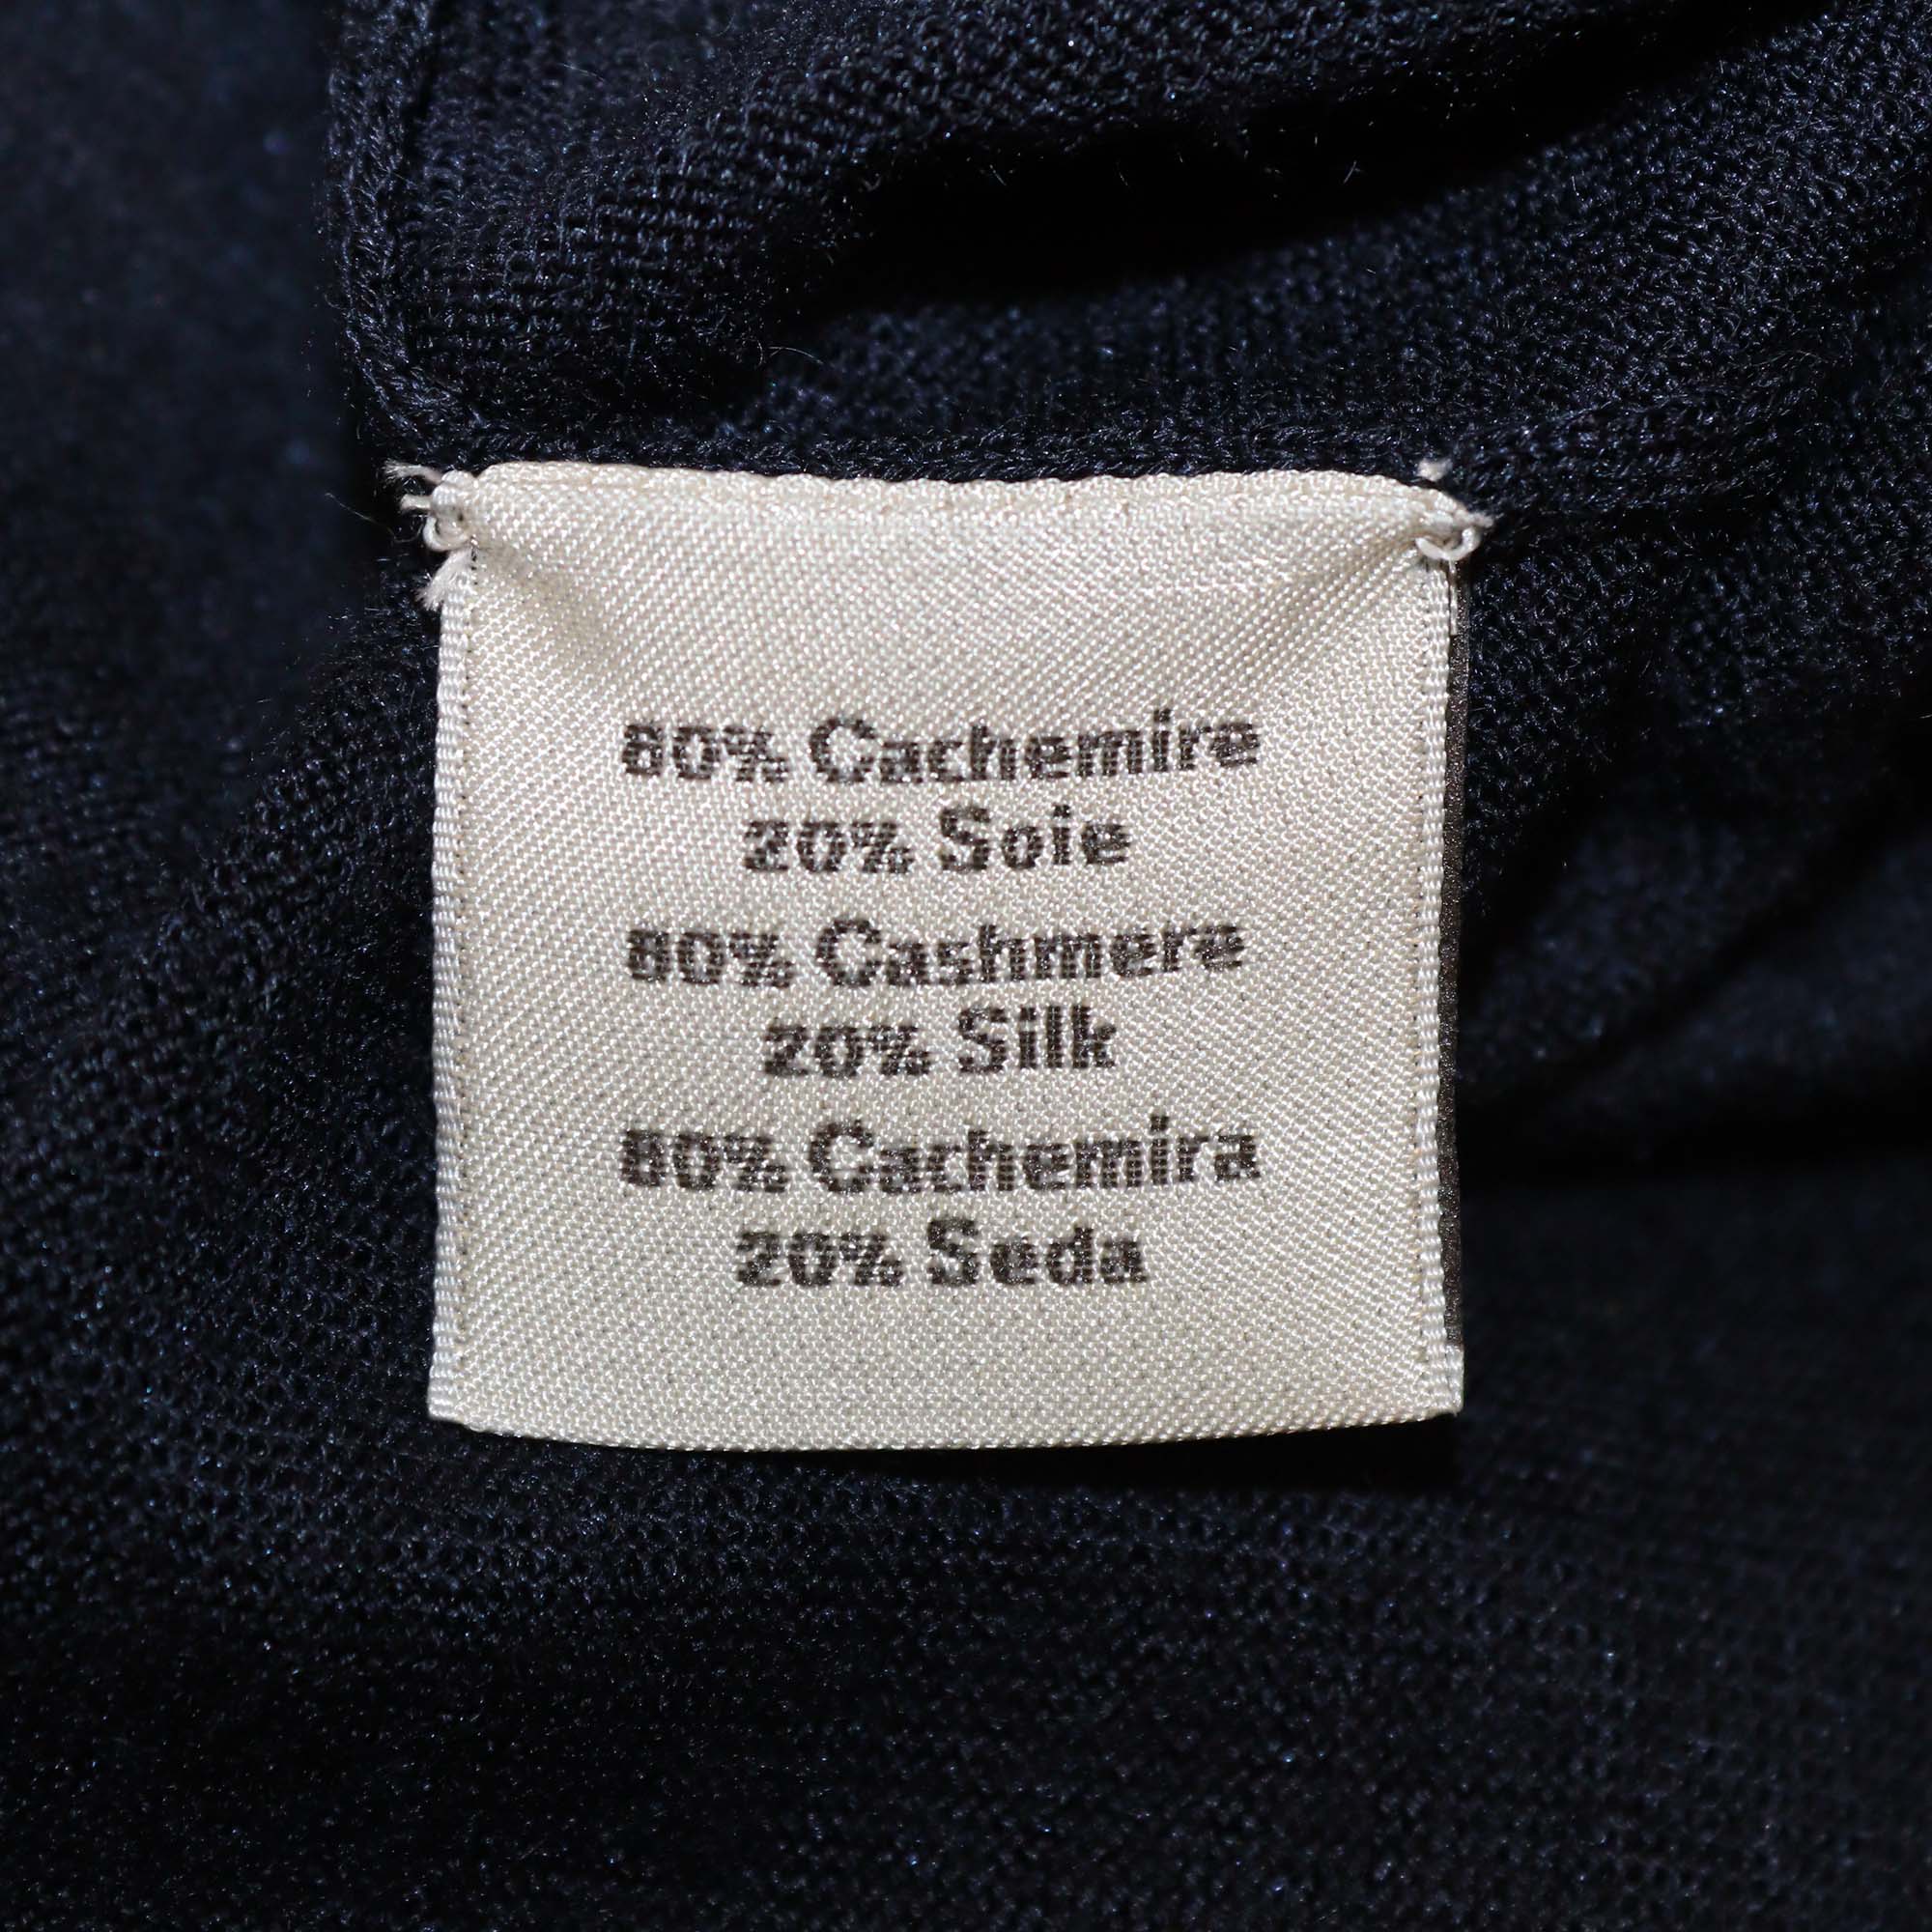 80% Cachemire
20% Soie
80% Cashmere
20% Silk
80% Cachemira
20% Seda